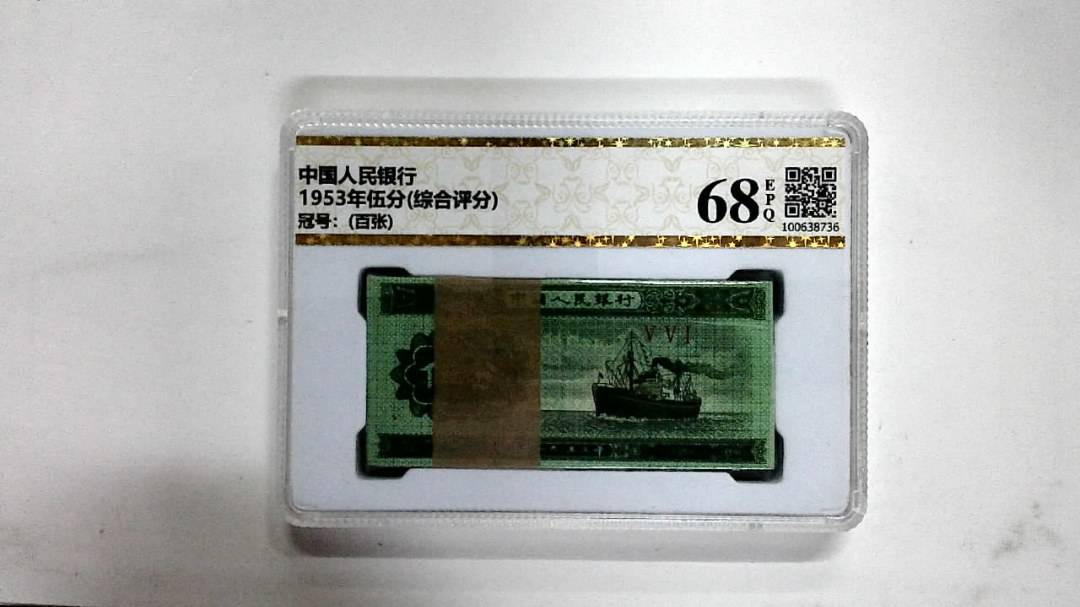 中国人民银行
1953年伍分(综合评分)
冠号：(百张)
68
EPQ
100638736
中国人民银行
VVI